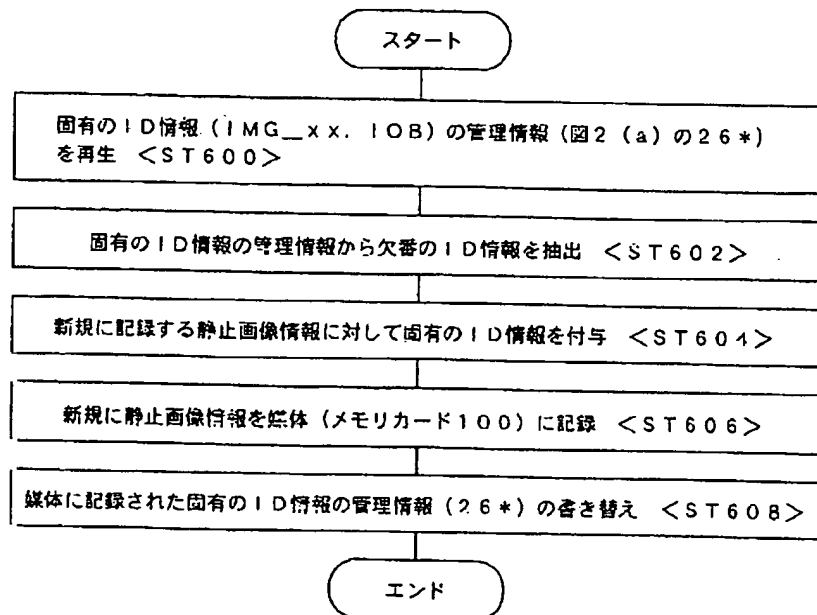 スタート
固有のID情報(IMG__xx.IOB)の管理情報(図2(a)の26*)
を再生 <ST600>
固有のID情報の管理情報から欠番のID情報を抽出 <ST602>
新規に記録する静止画像情報に対して固有のID情報を付与 <ST604>
新規に静止画像情報を媒体(メモリカード100)に記録 <ST606>
媒体に記録された固有のID情報の管理情報(26*)の書き替え <ST608>
エンド